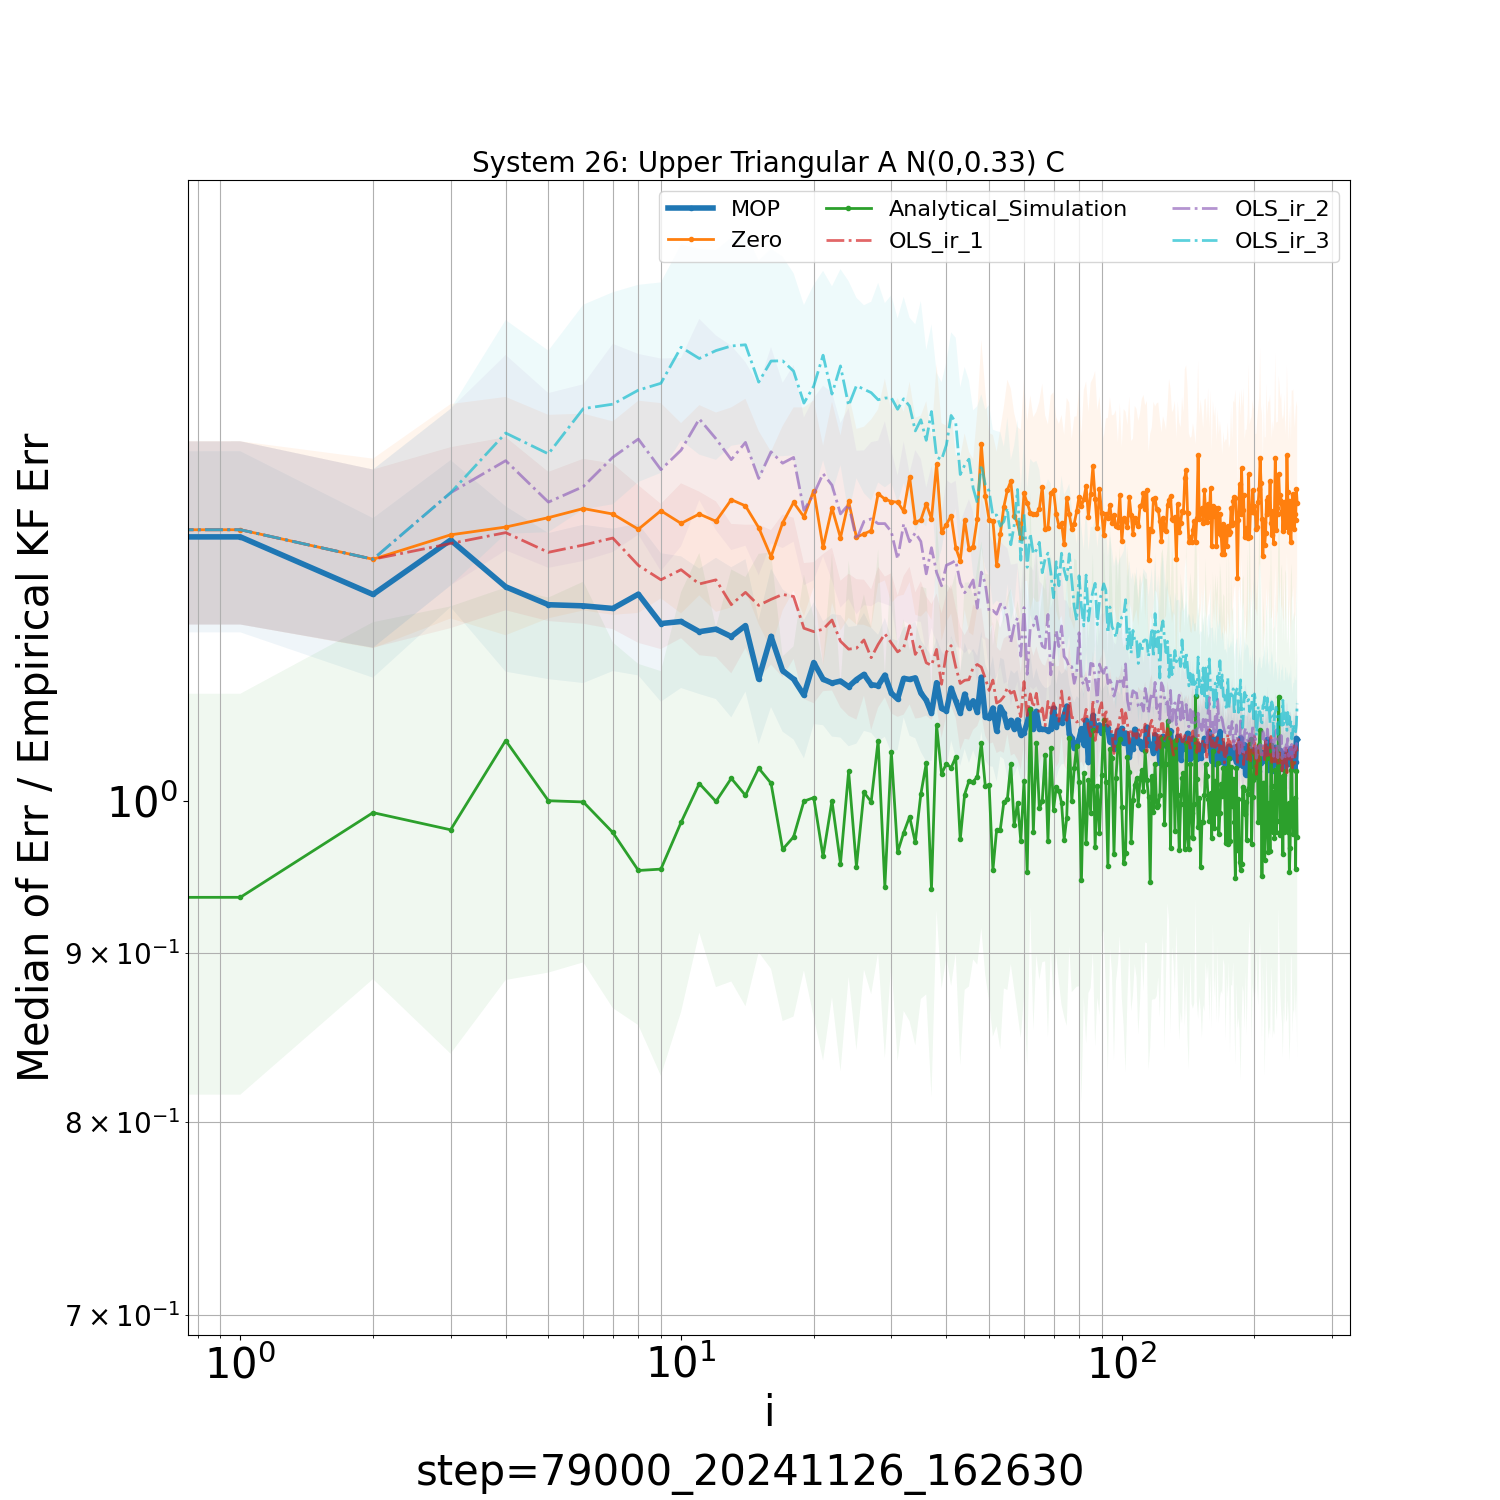 System 26: Upper Triangular A N(0,0.33) C
MOP
Zero
Analytical_Simulation
OLS_ir_1
OLS_ir_2
OLS_ir_3
Median of Err / Empirical KF Err
10⁰
9 × 10⁻¹
8 × 10⁻¹
7 × 10⁻¹
10⁰ 10¹ 10²
i
step=79000_20241126_162630